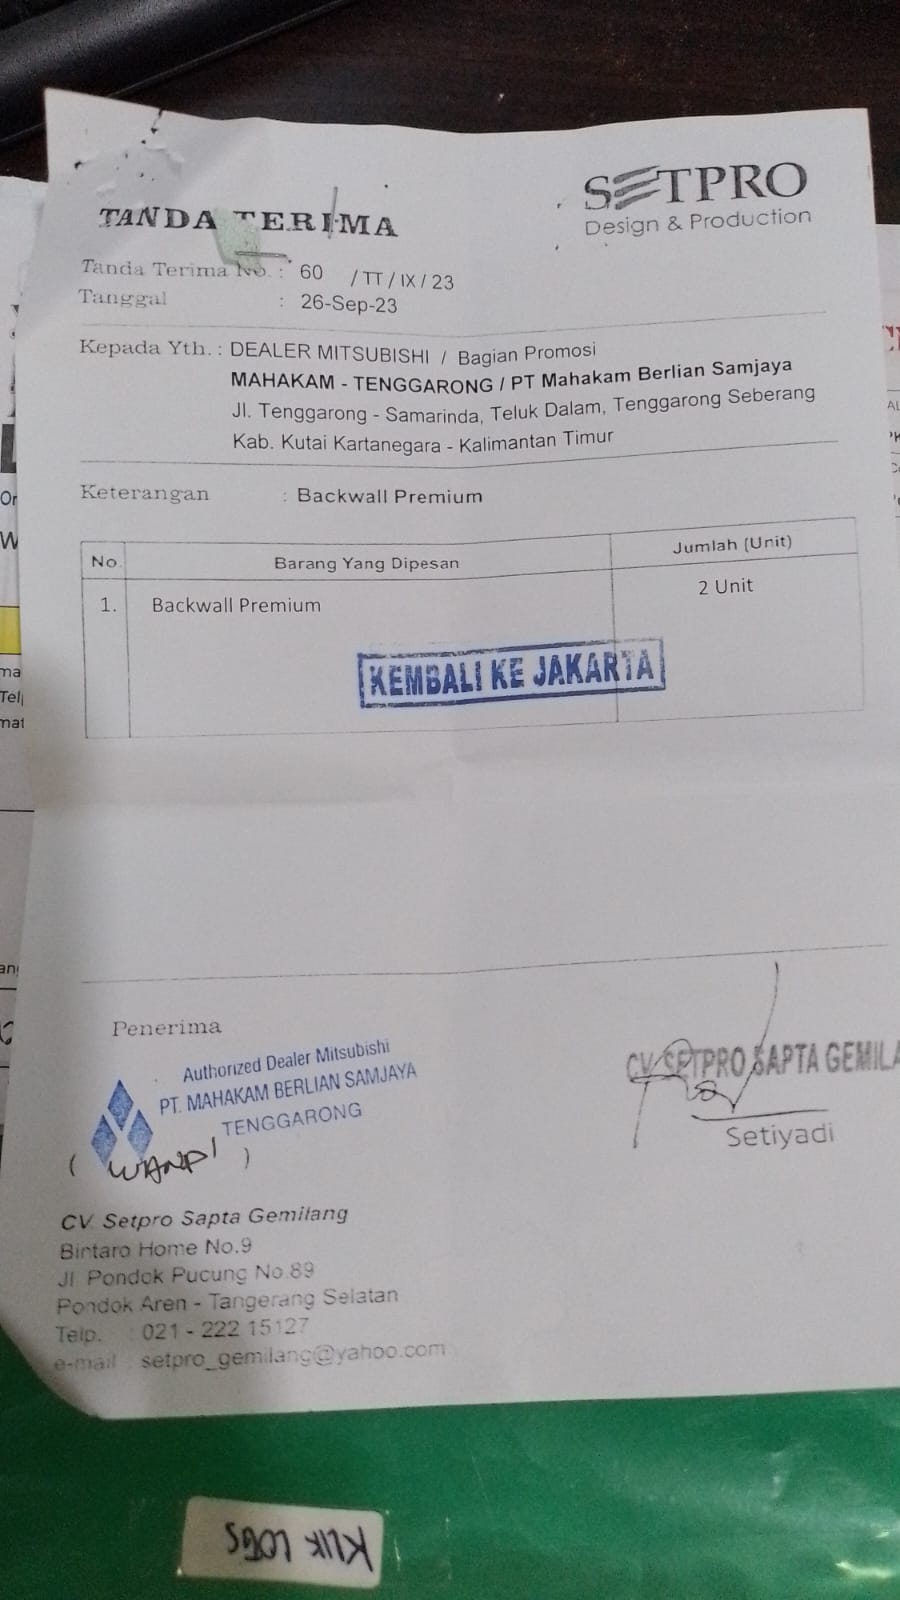 SETPRO
Design & Production
TANDA TERIMA
Tanda Terima No. : 60 / TT / IX / 23
Tanggal : 26-Sep-23
Kepada Yth. : DEALER MITSUBISHI / Bagian Promosi
MAHAKAM - TENGGARONG / PT Mahakam Berlian Samjaya
Jl. Tenggarong - Samarinda, Teluk Dalam, Tenggarong Seberang
Kab. Kutai Kartanegara - Kalimantan Timur
Keterangan : Backwall Premium
No. Barang Yang Dipesan Jumlah (Unit)
1. Backwall Premium 2 Unit
KEMBALI KE JAKARTA
Penerima
Authorized Dealer Mitsubishi
PT. MAHAKAM BERLIAN SAMJAYA
TENGGARONG
( WANDI )
CV SETPRO SAPTA GEMILA
Setiyadi
CV. Setpro Sapta Gemilang
Bintaro Home No.9
Jl Pondok Pucung No.89
Pondok Aren - Tangerang Selatan
Telp. : 021 - 222 15127
e-mail : setpro_gemilang@yahoo.com
KLIK LOGS